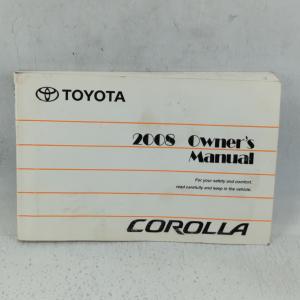 TOYOTA
2008 Owner's
Manual
For your safety and comfort,
read carefully and keep in the vehicle.
COROLLA